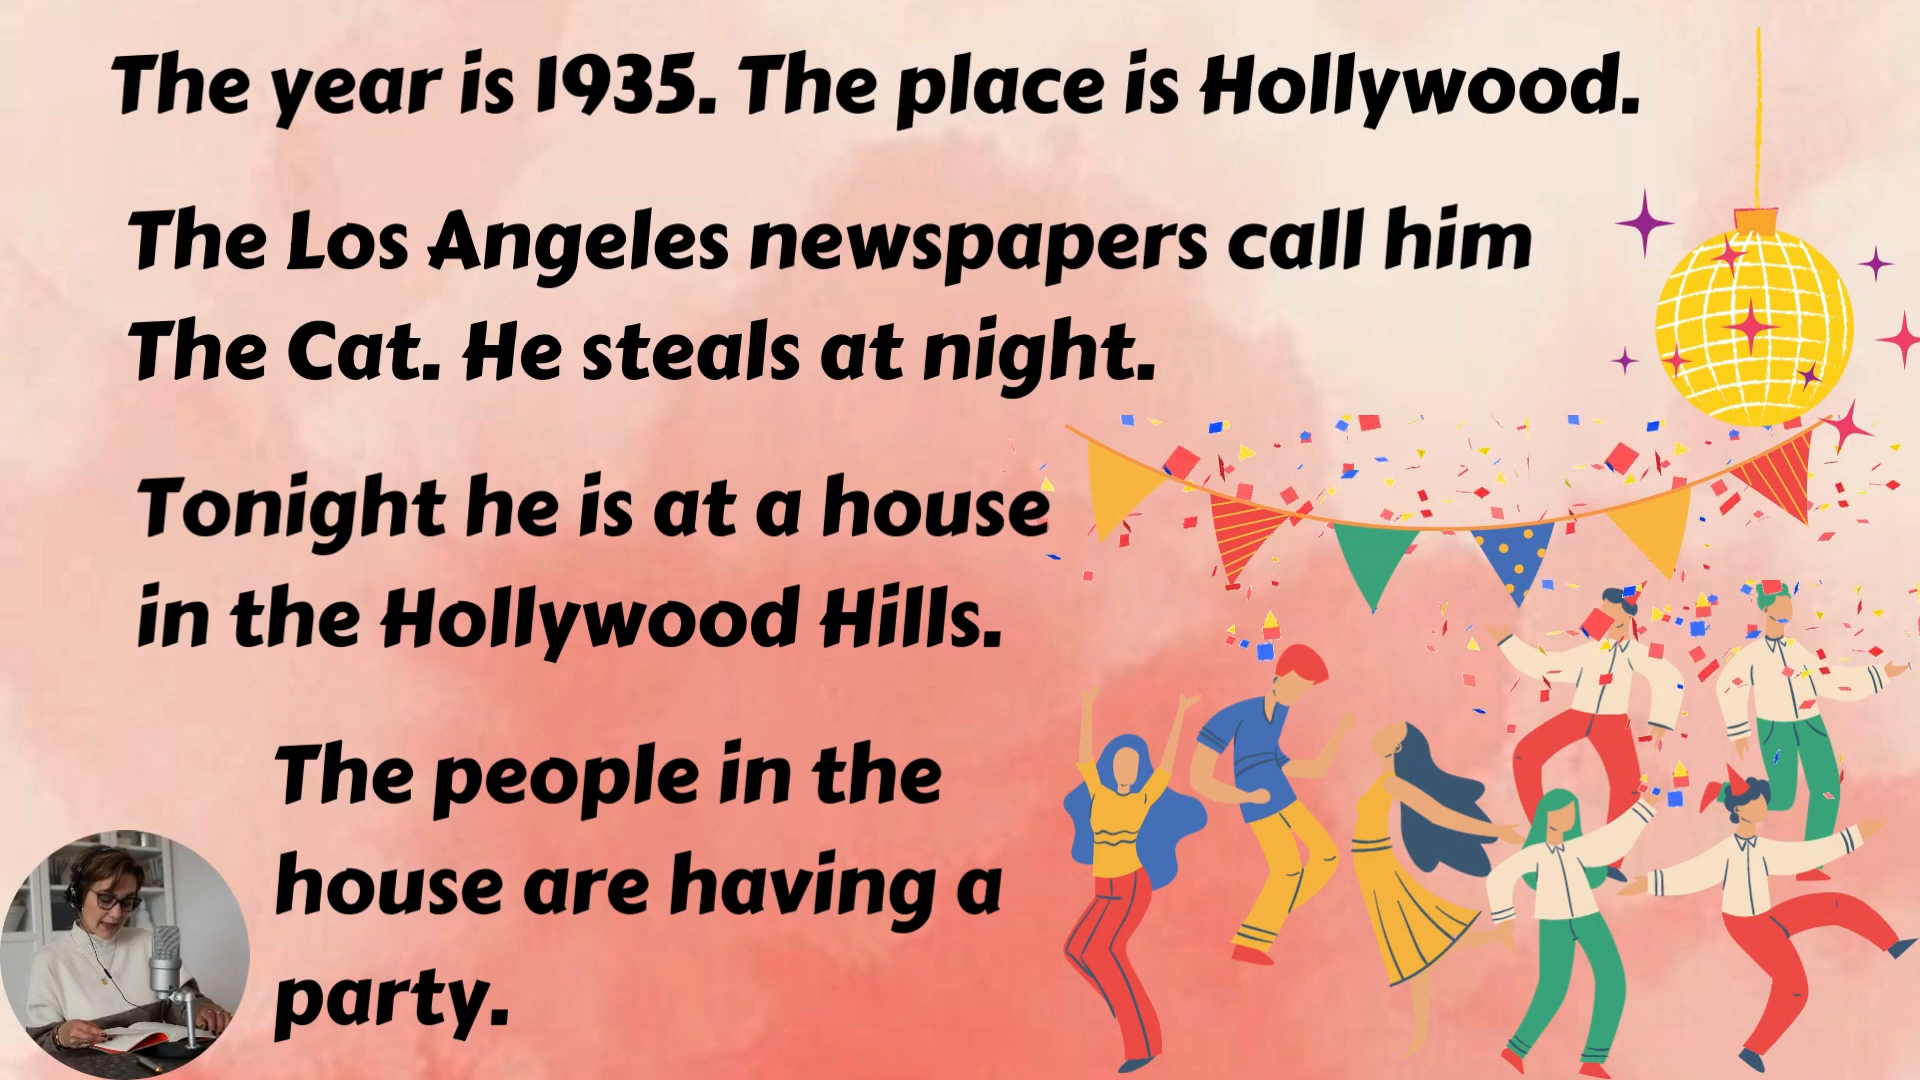 The year is 1935. The place is Hollywood.
The Los Angeles newspapers call him
The Cat. He steals at night.
Tonight he is at a house
in the Hollywood Hills.
The people in the
house are having a
party.